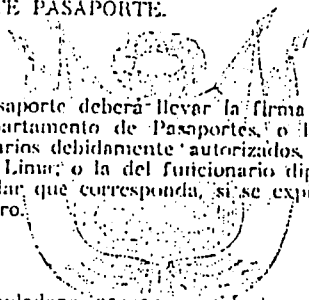 E PASAPORTE.
saporte deberá llevar la firma
partamento de Pasaportes, o l
arios debidamente autorizados,
Lima; o la del funcionario dip
lar que corresponda, si se exp
ro.